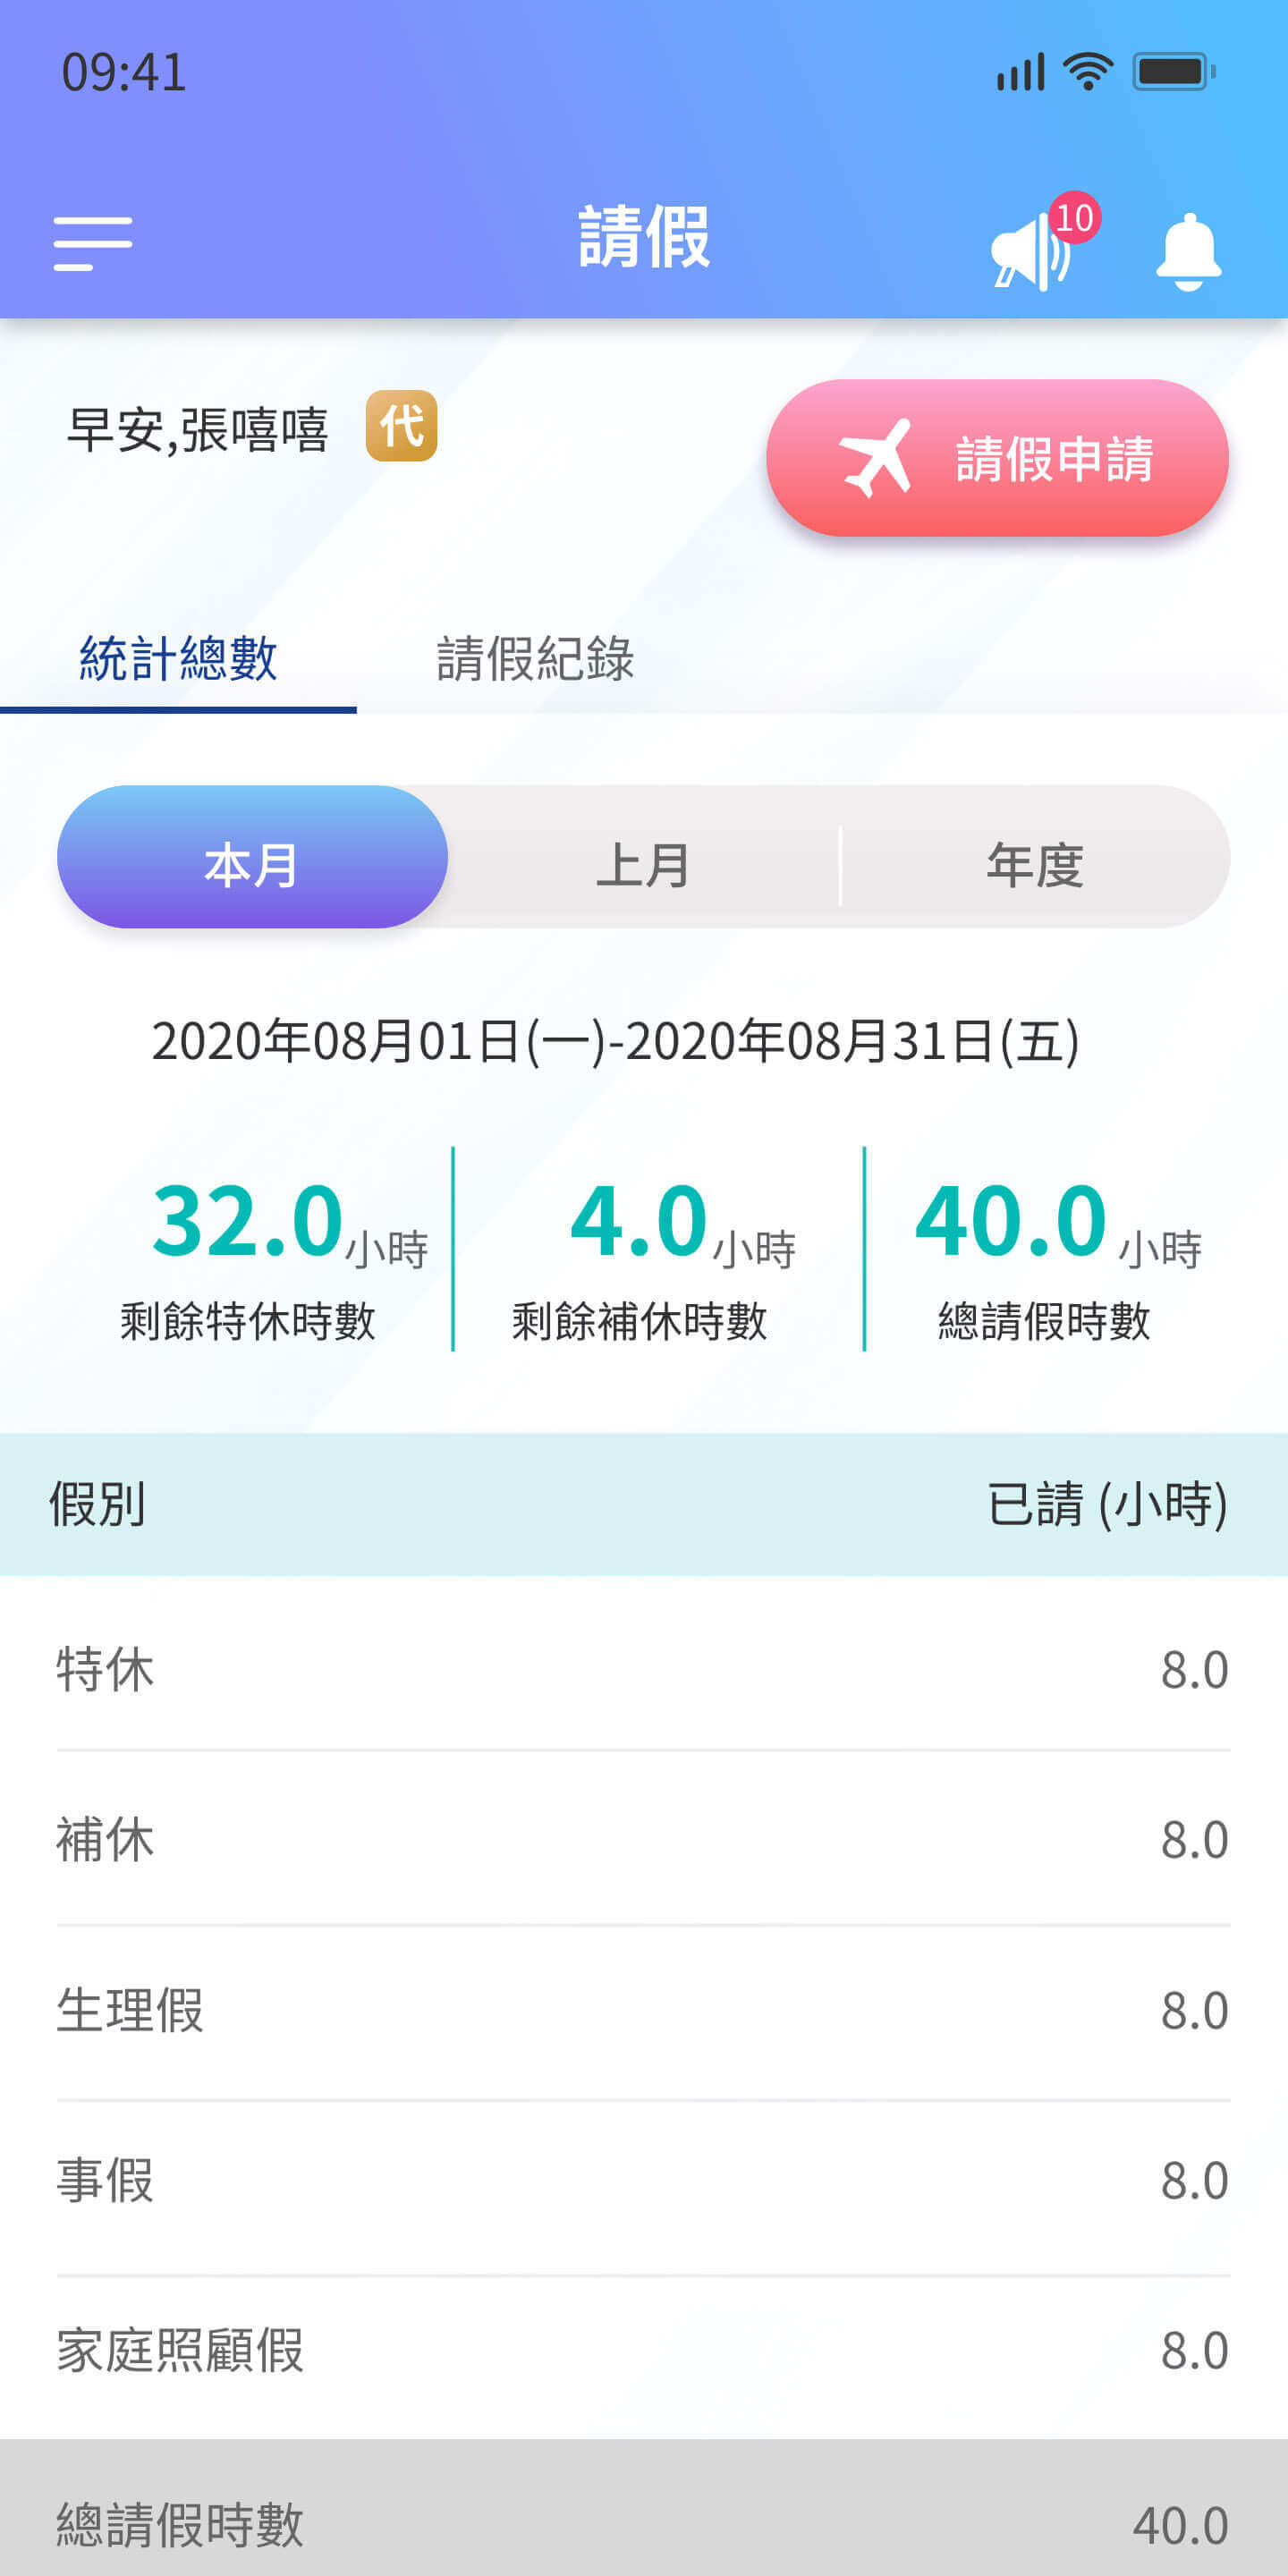 09:41
請假
10
早安,張嘻嘻 代
請假申請
統計總數 請假紀錄
本月 上月 年度
2020年08月01日(一)-2020年08月31日(五)
32.0小時 4.0小時 40.0 小時
剩餘特休時數 剩餘補休時數 總請假時數
假別 已請 (小時)
特休 8.0
補休 8.0
生理假 8.0
事假 8.0
家庭照顧假 8.0
總請假時數 40.0